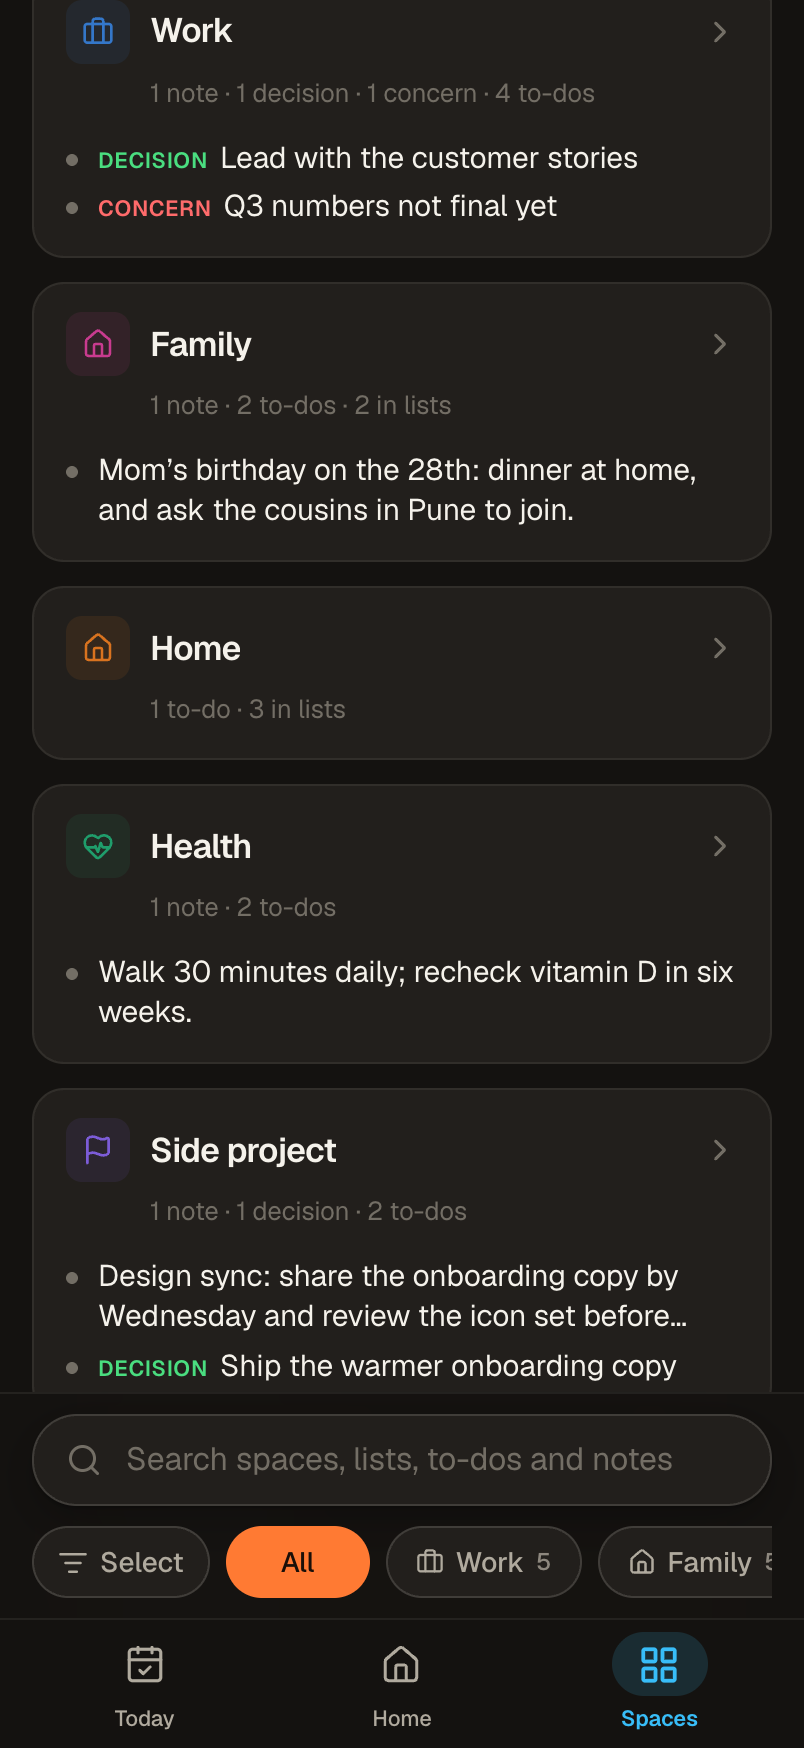 Work
1 note · 1 decision · 1 concern · 4 to-dos
DECISION Lead with the customer stories
CONCERN Q3 numbers not final yet
Family
1 note · 2 to-dos · 2 in lists
Mom’s birthday on the 28th: dinner at home,
and ask the cousins in Pune to join.
Home
1 to-do · 3 in lists
Health
1 note · 2 to-dos
Walk 30 minutes daily; recheck vitamin D in six
weeks.
Side project
1 note · 1 decision · 2 to-dos
Design sync: share the onboarding copy by
Wednesday and review the icon set before...
DECISION Ship the warmer onboarding copy
Search spaces, lists, to-dos and notes
Select All Work 5 Family
Today Home Spaces